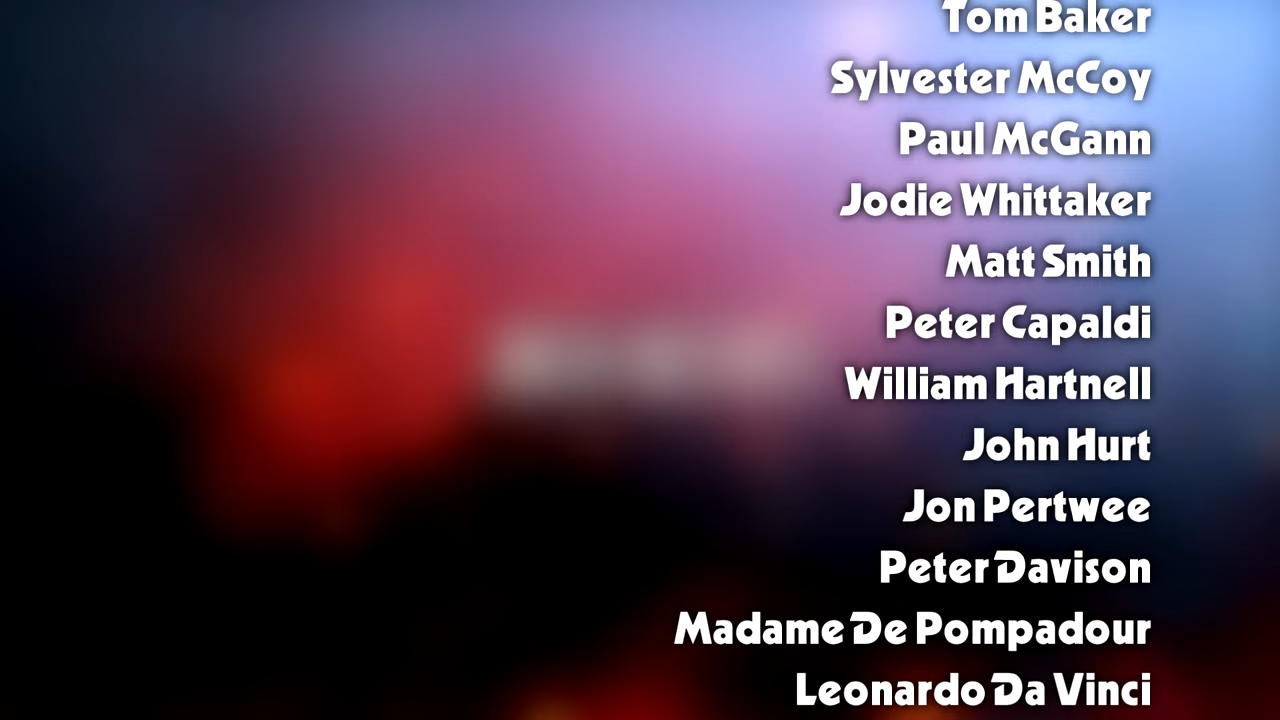 Tom Baker
Sylvester McCoy
Paul McGann
Jodie Whittaker
Matt Smith
Peter Capaldi
William Hartnell
John Hurt
Jon Pertwee
Peter Davison
Madame De Pompadour
Leonardo Da Vinci